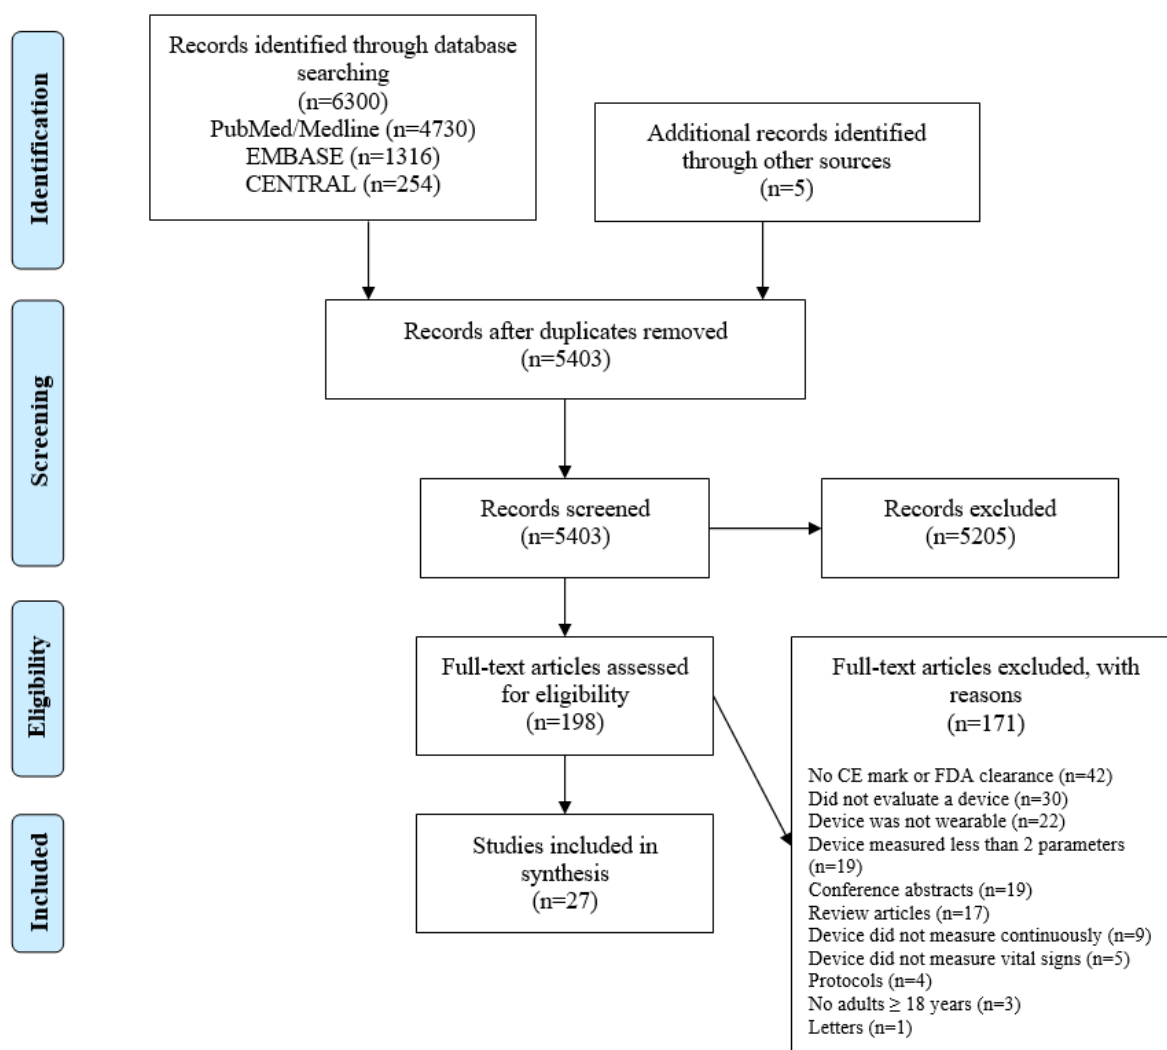 Identification
Records identified through database
searching
(n=6300)
PubMed/Medline (n=4730)
EMBASE (n=1316)
CENTRAL (n=254)
Additional records identified
through other sources
(n=5)
Screening
Records after duplicates removed
(n=5403)
Records screened
(n=5403)
Records excluded
(n=5205)
Eligibility
Full-text articles assessed
for eligibility
(n=198)
Full-text articles excluded, with
reasons
(n=171)
No CE mark or FDA clearance (n=42)
Did not evaluate a device (n=30)
Device was not wearable (n=22)
Device measured less than 2 parameters
(n=19)
Conference abstracts (n=19)
Review articles (n=17)
Device did not measure continuously (n=9)
Device did not measure vital signs (n=5)
Protocols (n=4)
No adults ≥ 18 years (n=3)
Letters (n=1)
Included
Studies included in
synthesis
(n=27)